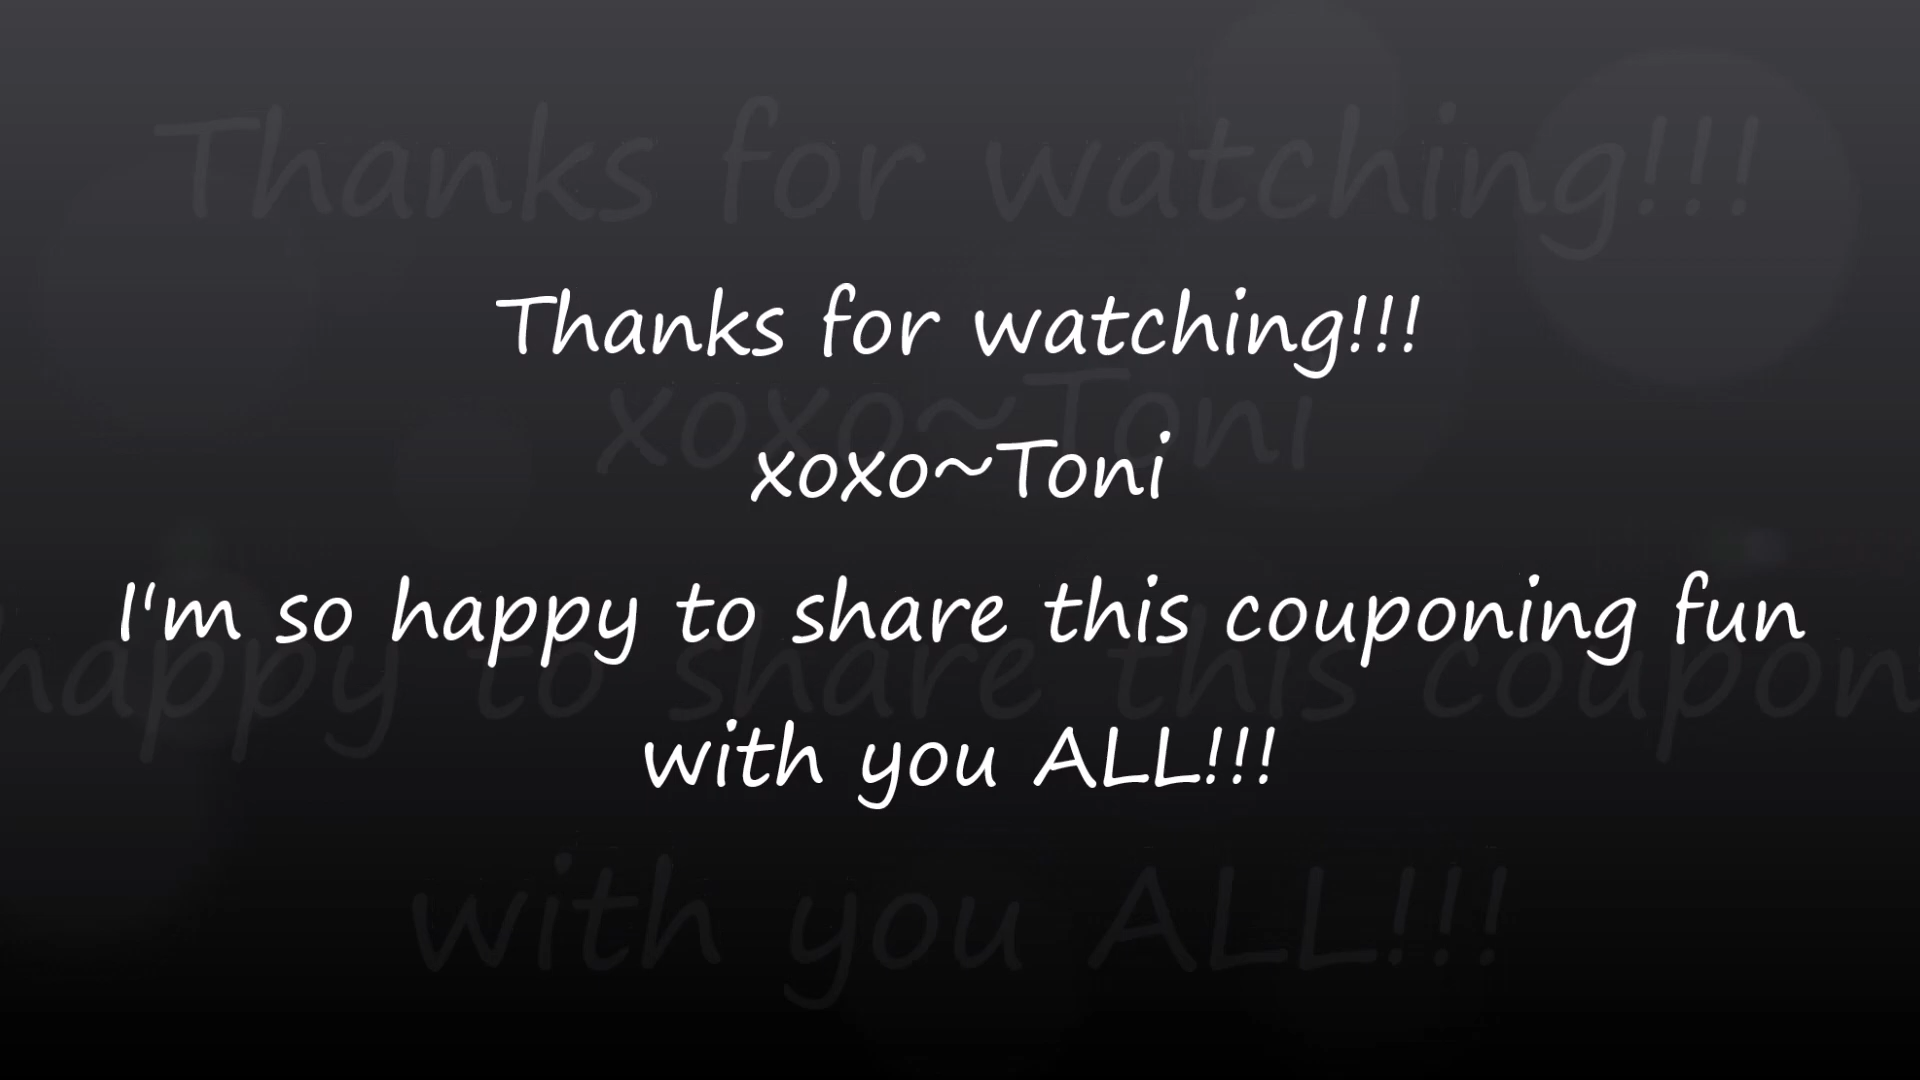 Thanks for watching!!!
xoxo~Toni
I'm so happy to share this couponing fun
with you ALL!!!